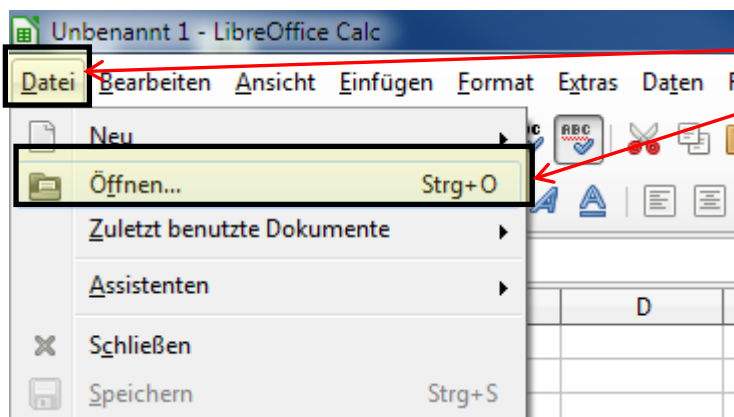 Unbenannt 1 - LibreOffice Calc
Datei Bearbeiten Ansicht Einfügen Format Extras Daten
Neu
ABC
Öffnen... Strg+O
Zuletzt benutzte Dokumente
Assistenten
D
Schließen
Speichern Strg+S